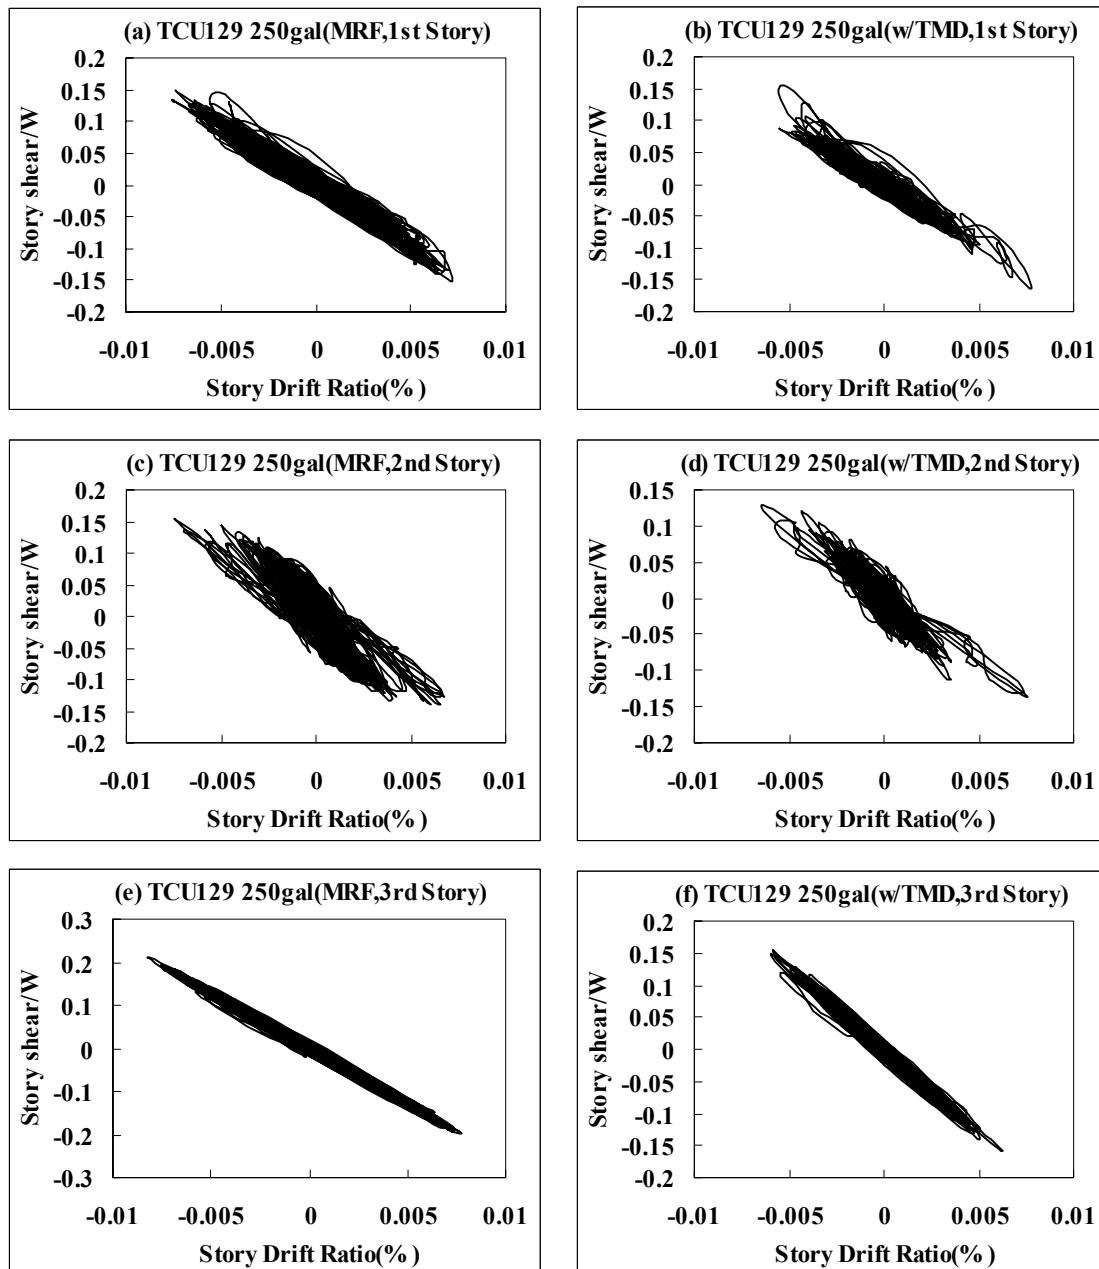 (a) TCU129 250gal(MRF,1st Story)
0.2
0.15
0.1
0.05
0
-0.05
-0.1
-0.15
-0.2
Story shear/W
-0.01 -0.005 0 0.005 0.01
Story Drift Ratio(%)
(b) TCU129 250gal(w/TMD,1st Story)
0.2
0.15
0.1
0.05
0
-0.05
-0.1
-0.15
-0.2
Story shear/W
-0.01 -0.005 0 0.005 0.01
Story Drift Ratio(%)
(c) TCU129 250gal(MRF,2nd Story)
0.2
0.15
0.1
0.05
0
-0.05
-0.1
-0.15
-0.2
Story shear/W
-0.01 -0.005 0 0.005 0.01
Story Drift Ratio(%)
(d) TCU129 250gal(w/TMD,2nd Story)
0.15
0.1
0.05
0
-0.05
-0.1
-0.15
-0.2
Story shear/W
-0.01 -0.005 0 0.005 0.01
Story Drift Ratio(%)
(e) TCU129 250gal(MRF,3rd Story)
0.3
0.2
0.1
0
-0.1
-0.2
-0.3
Story shear/W
-0.01 -0.005 0 0.005 0.01
Story Drift Ratio(%)
(f) TCU129 250gal(w/TMD,3rd Story)
0.2
0.15
0.1
0.05
0
-0.05
-0.1
-0.15
-0.2
Story shear/W
-0.01 -0.005 0 0.005 0.01
Story Drift Ratio(%)